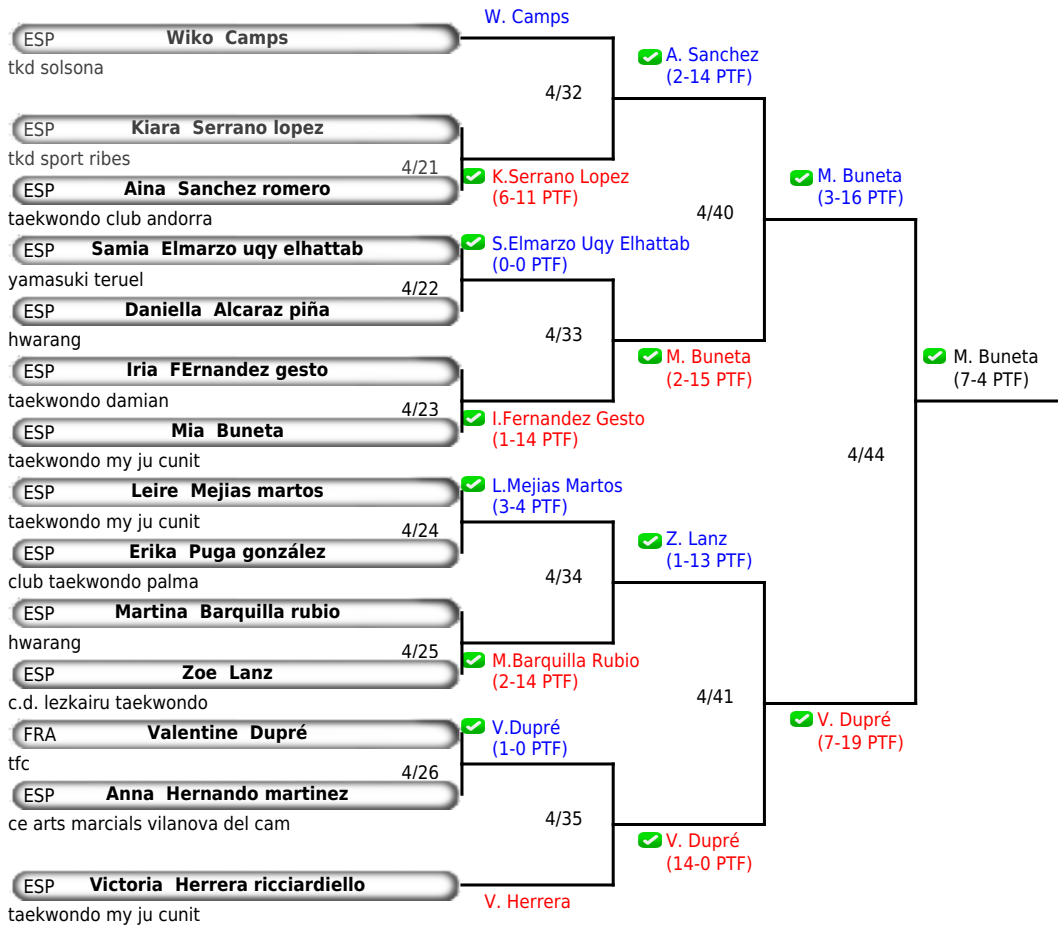 W. Camps
ESP Wiko Camps
tkd solsona
A. Sanchez
(2-14 PTF)
4/32
ESP Kiara Serrano lopez
tkd sport ribes
4/21
K.Serrano Lopez
(6-11 PTF)
M. Buneta
(3-16 PTF)
ESP Aina Sanchez romero
taekwondo club andorra
4/40
ESP Samia Elmarzo uqy elhattab
S.Elmarzo Uqy Elhattab
(0-0 PTF)
yamasuki teruel
4/22
ESP Daniella Alcaraz piña
hwarang
4/33
ESP Iria FErnandez gesto
M. Buneta
(2-15 PTF)
M. Buneta
(7-4 PTF)
taekwondo damian
4/23
I.Fernandez Gesto
(1-14 PTF)
ESP Mia Buneta
taekwondo my ju cunit
4/44
ESP Leire Mejias martos
L.Mejias Martos
(3-4 PTF)
taekwondo my ju cunit
4/24
ESP Erika Puga gonzález
Z. Lanz
(1-13 PTF)
club taekwondo palma
4/34
ESP Martina Barquilla rubio
hwarang
4/25
M.Barquilla Rubio
(2-14 PTF)
ESP Zoe Lanz
c.d. lezkairu taekwondo
4/41
FRA Valentine Dupré
V.Dupré
(1-0 PTF)
V. Dupré
(7-19 PTF)
tfc
4/26
ESP Anna Hernando martinez
ce arts marcials vilanova del cam
4/35
V. Dupré
(14-0 PTF)
ESP Victoria Herrera ricciardiello
V. Herrera
taekwondo my ju cunit